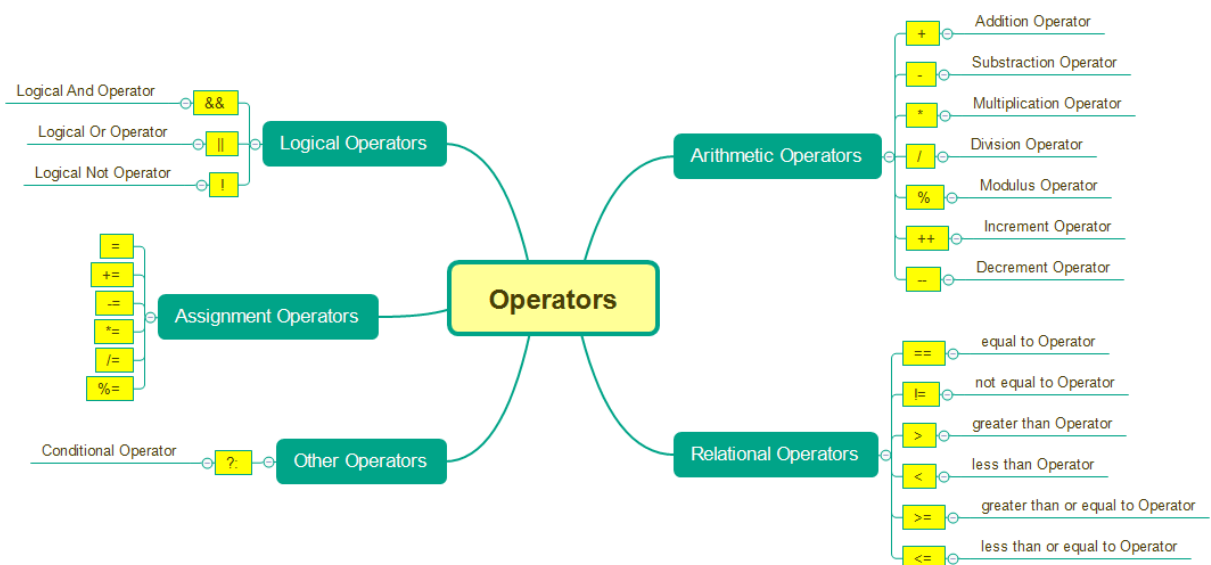 Operators
Logical Operators
&&
Logical And Operator
||
Logical Or Operator
!
Logical Not Operator
Assignment Operators
=
+=
-=
*=
/=
%=
Other Operators
?:
Conditional Operator
Arithmetic Operators
+
Addition Operator
-
Substraction Operator
*
Multiplication Operator
/
Division Operator
%
Modulus Operator
++
Increment Operator
--
Decrement Operator
Relational Operators
==
equal to Operator
!=
not equal to Operator
>
greater than Operator
<
less than Operator
>=
greater than or equal to Operator
<=
less than or equal to Operator